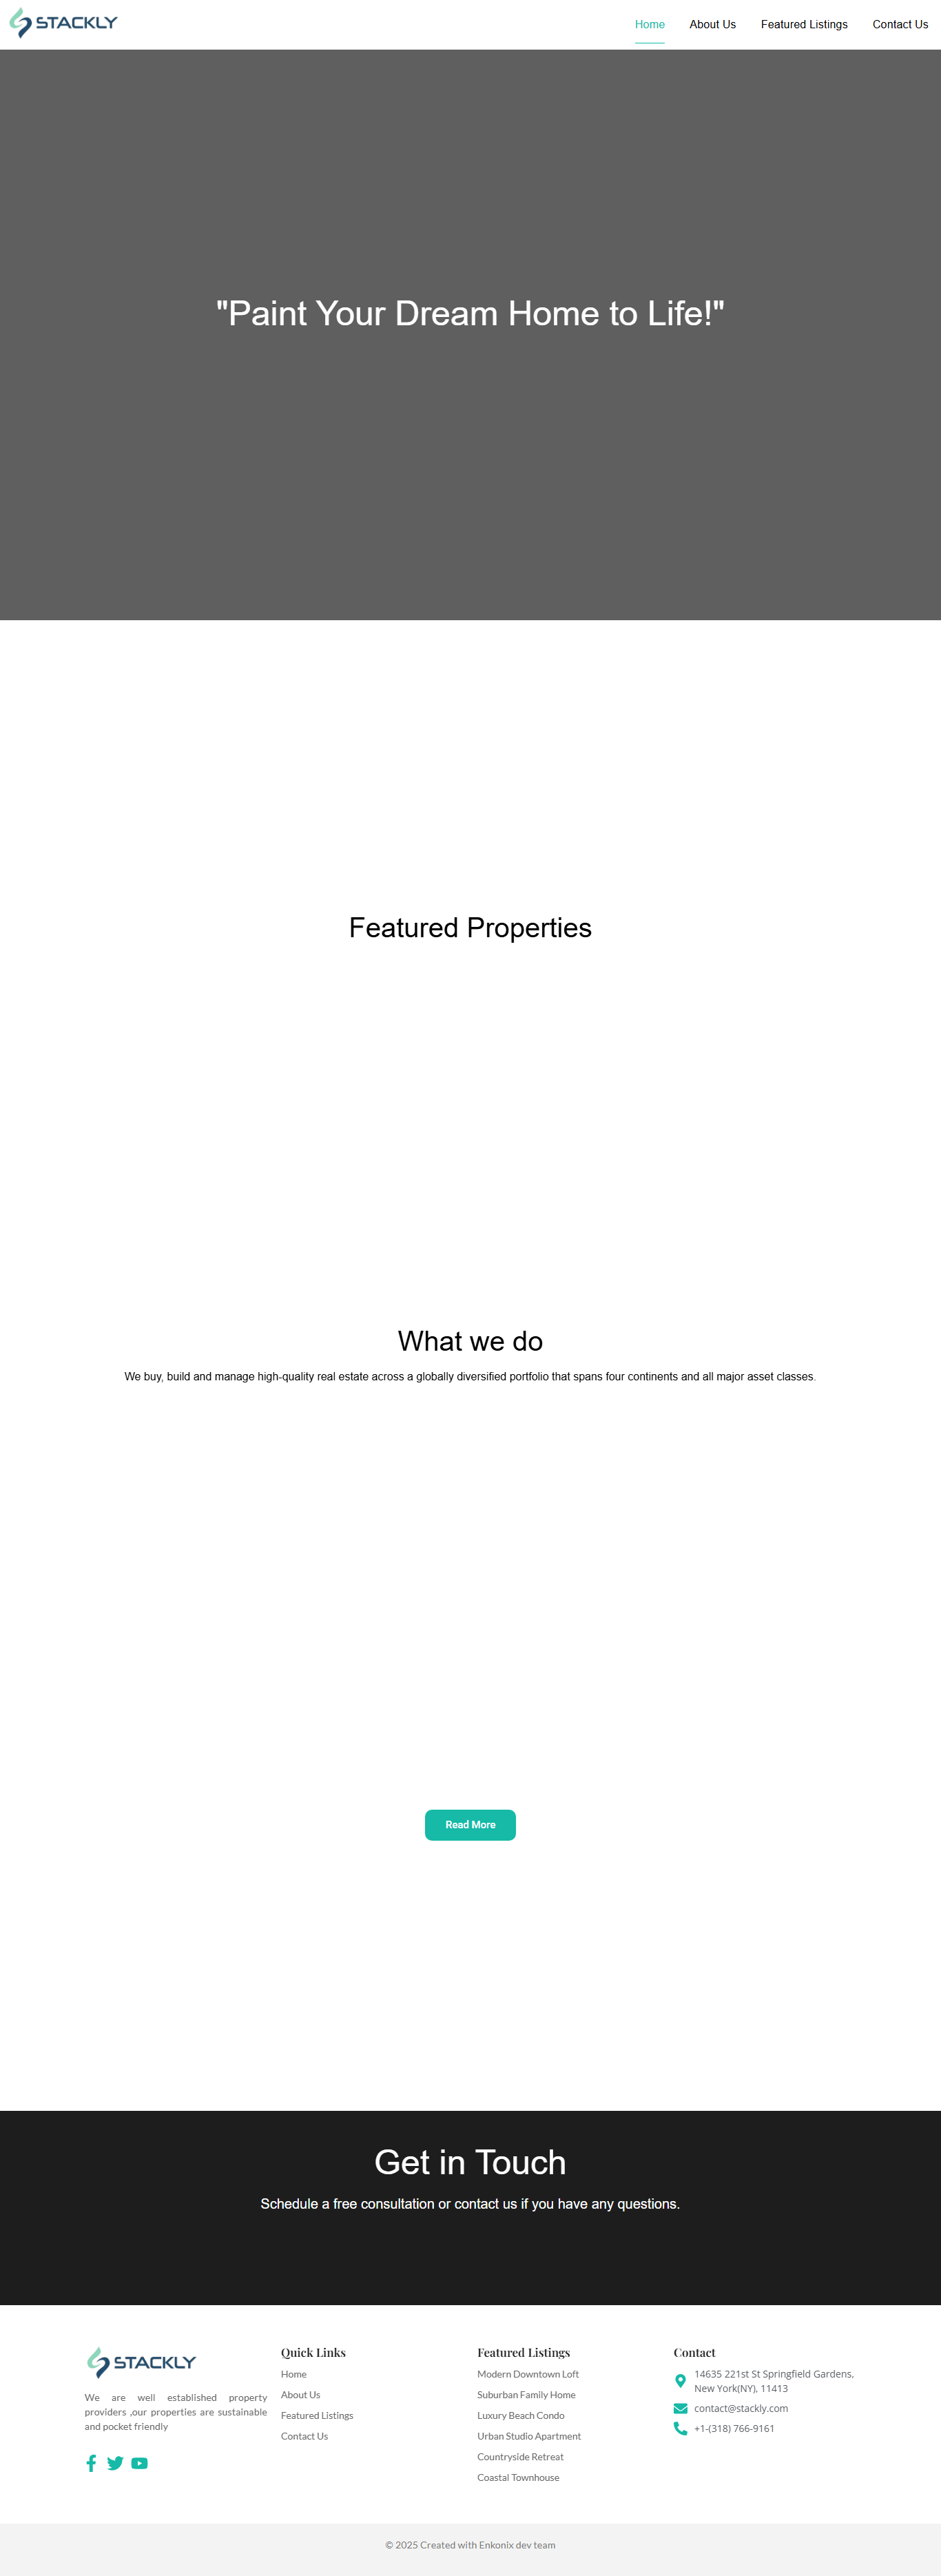 STACKLY
Home
About Us
Featured Listings
Contact Us
"Paint Your Dream Home to Life!"
Featured Properties
What we do
We buy, build and manage high-quality real estate across a globally diversified portfolio that spans four continents and all major asset classes.
Read More
Get in Touch
Schedule a free consultation or contact us if you have any questions.
STACKLY
We are well established property
providers ,our properties are sustainable
and pocket friendly
Quick Links
Home
About Us
Featured Listings
Contact Us
Featured Listings
Modern Downtown Loft
Suburban Family Home
Luxury Beach Condo
Urban Studio Apartment
Countryside Retreat
Coastal Townhouse
Contact
14635 221st St Springfield Gardens,
New York(NY), 11413
contact@stackly.com
+1-(318) 766-9161
© 2025 Created with Enkonix dev team